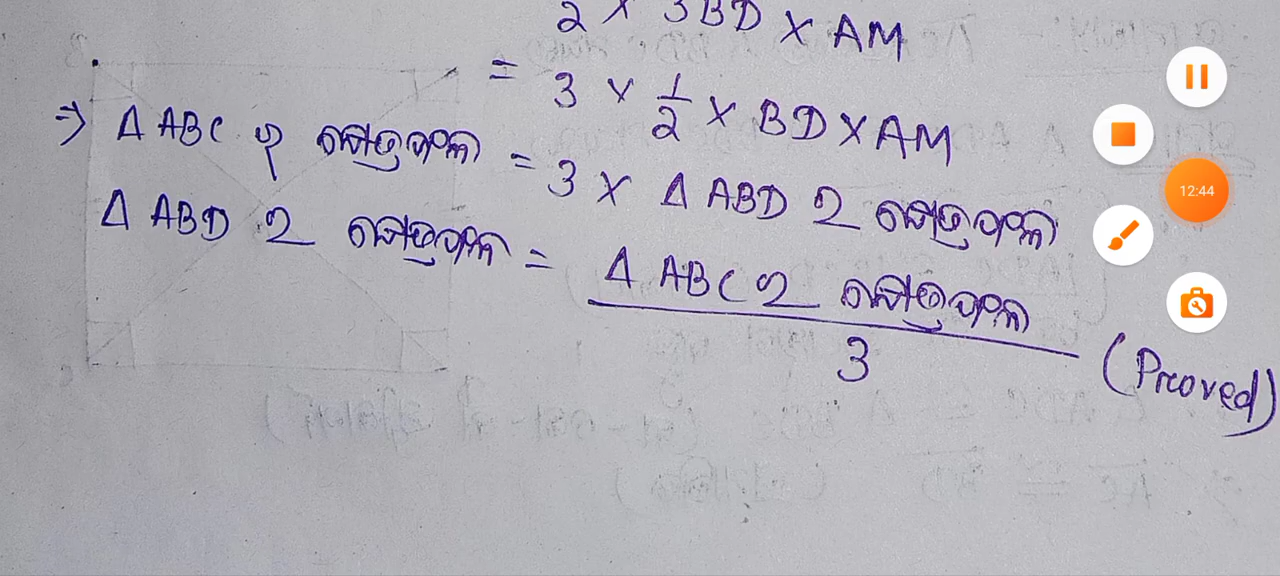 2 × 3BD × AM
= 3 × 1/2 × BD × AM
⇒ Δ ABC ର କ୍ଷେତ୍ରଫଳ = 3 × Δ ABD ର କ୍ଷେତ୍ରଫଳ
Δ ABD ର କ୍ଷେତ୍ରଫଳ = Δ ABC ର କ୍ଷେତ୍ରଫଳ / 3 (Proved)
12:44